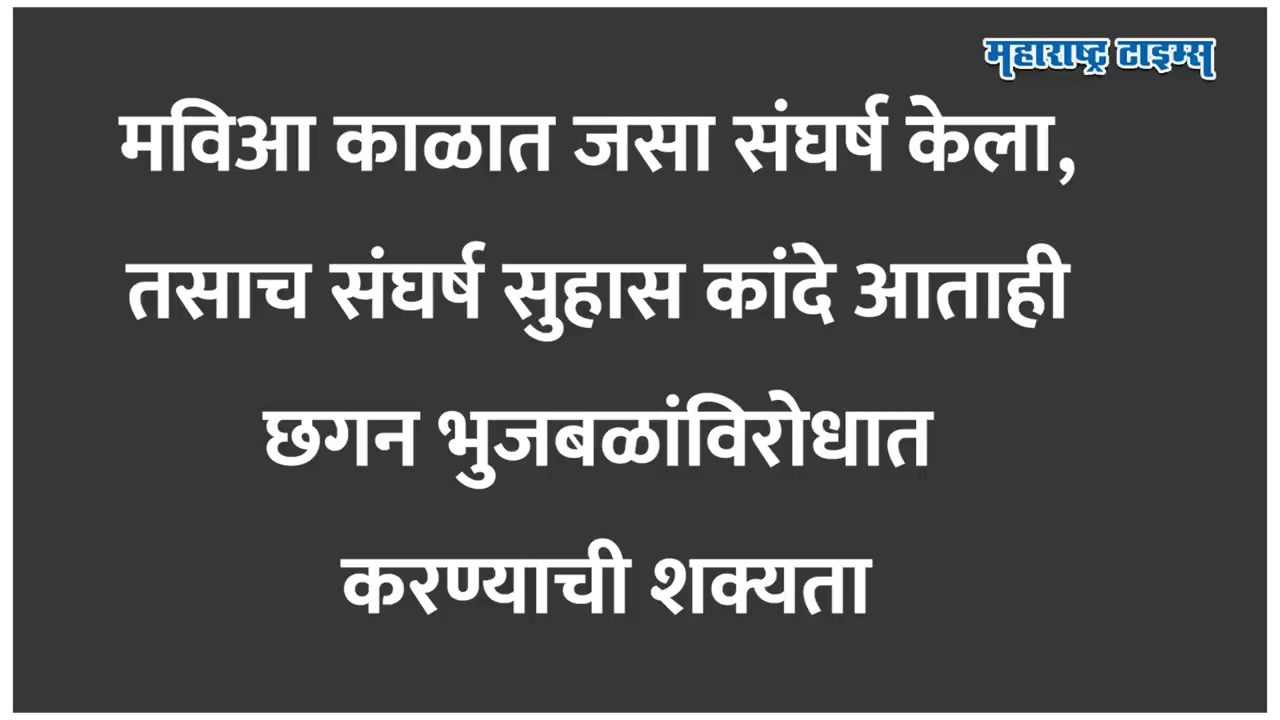 महाराष्ट्र टाइम्स
मविआ काळात जसा संघर्ष केला,
तसाच संघर्ष सुहास कांदे आताही
छगन भुजबळांविरोधात
करण्याची शक्यता